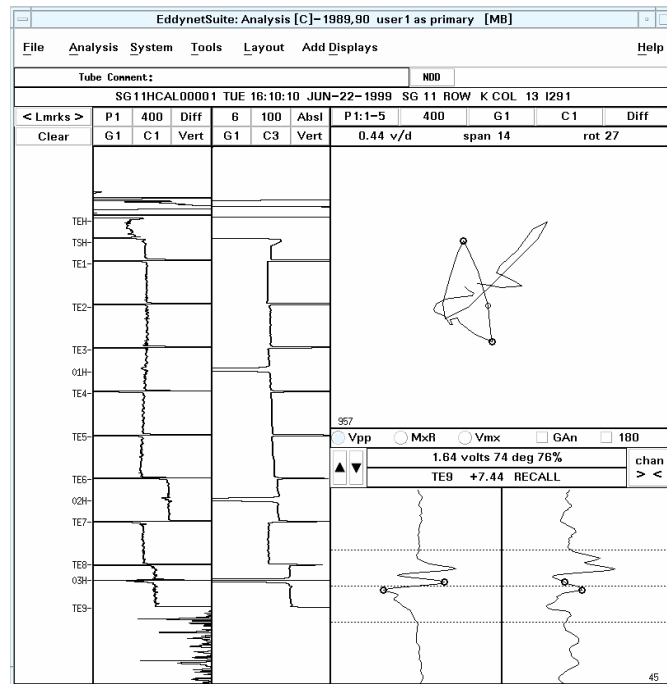 EddynetSuite: Analysis [C]-1989,90 user1 as primary [MB]
File Analysis System Tools Layout Add Displays Help
Tube Comment: NDD
SG11HCAL00001 TUE 16:10:10 JUN-22-1999 SG 11 ROW K COL 13 I291
< Lmrks > P1 400 Diff 6 100 Absl P1:1-5 400 G1 C1 Diff
Clear G1 C1 Vert G1 C3 Vert 0.44 v/d span 14 rot 27
TEH
TSH
TE1
TE2
TE3
01H
TE4
TE5
TE6
02H
TE7
TE8
03H
TE9
957
Vpp MxR Vmx GAn 180
1.64 volts 74 deg 76% chan
TE9 +7.44 RECALL > <
45